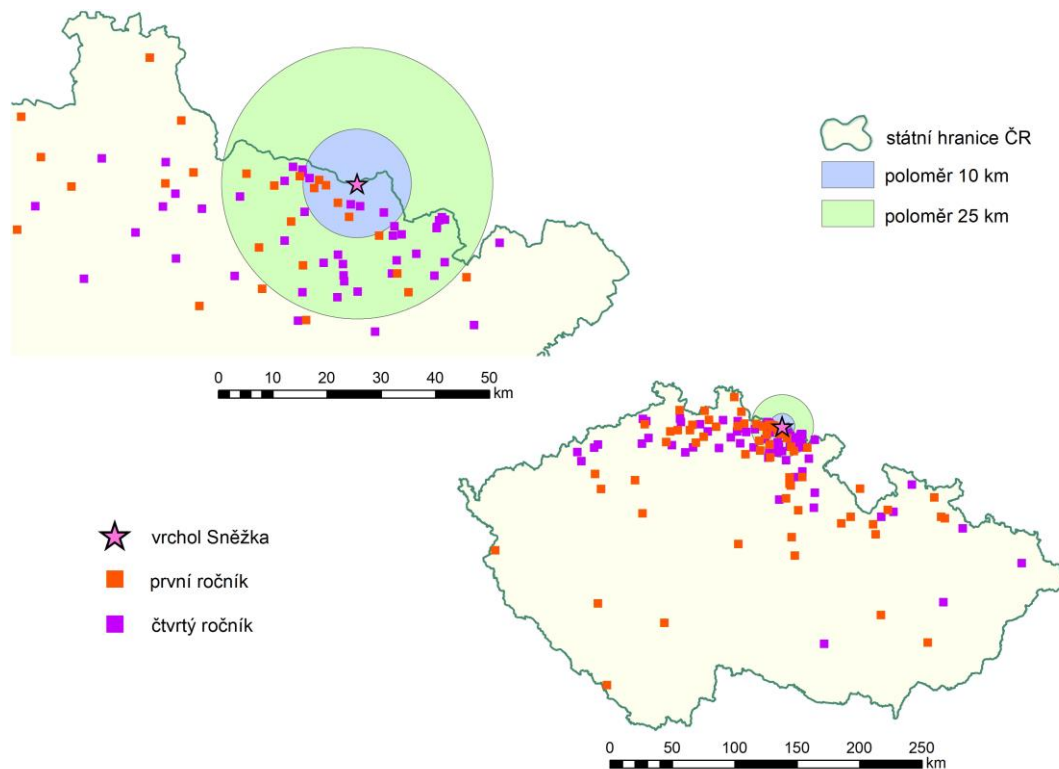 státní hranice ČR
poloměr 10 km
poloměr 25 km
0 10 20 30 40 50
km
vrchol Sněžka
první ročník
čtvrtý ročník
0 50 100 150 200 250
km